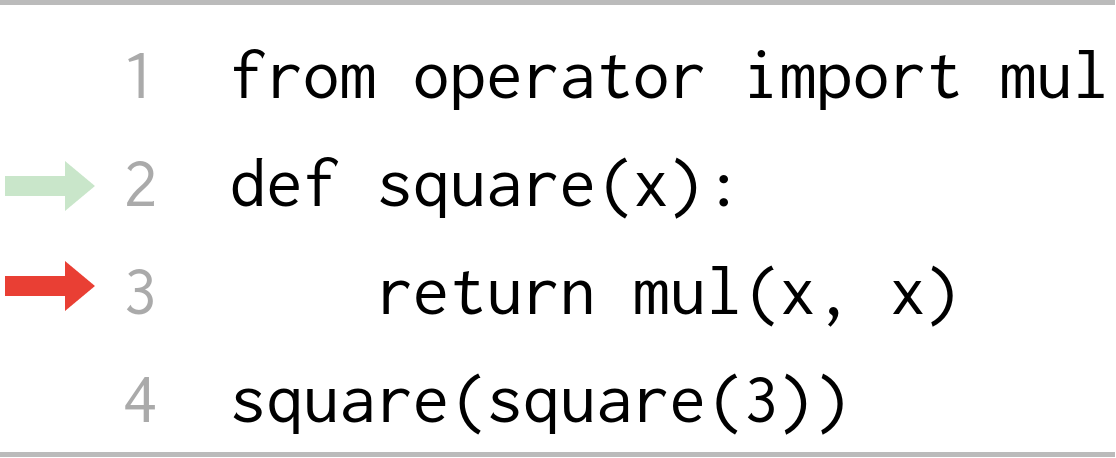 1 from operator import mul
2 def square(x):
3     return mul(x, x)
4 square(square(3))